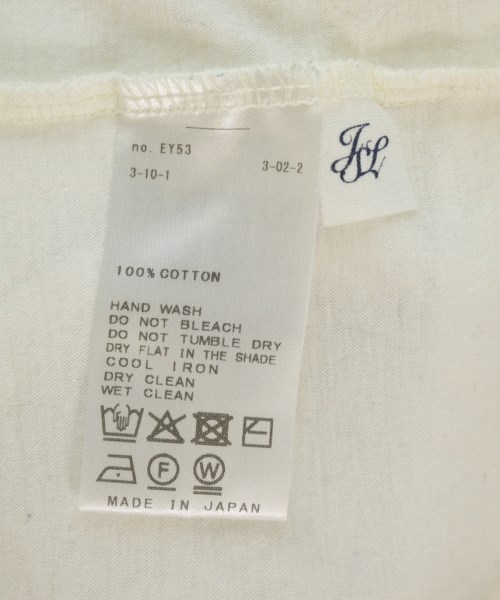 no. EY53
3-10-1 3-02-2
100% COTTON
HAND WASH
DO NOT BLEACH
DO NOT TUMBLE DRY
DRY FLAT IN THE SHADE
COOL IRON
DRY CLEAN
WET CLEAN
F W
MADE IN JAPAN